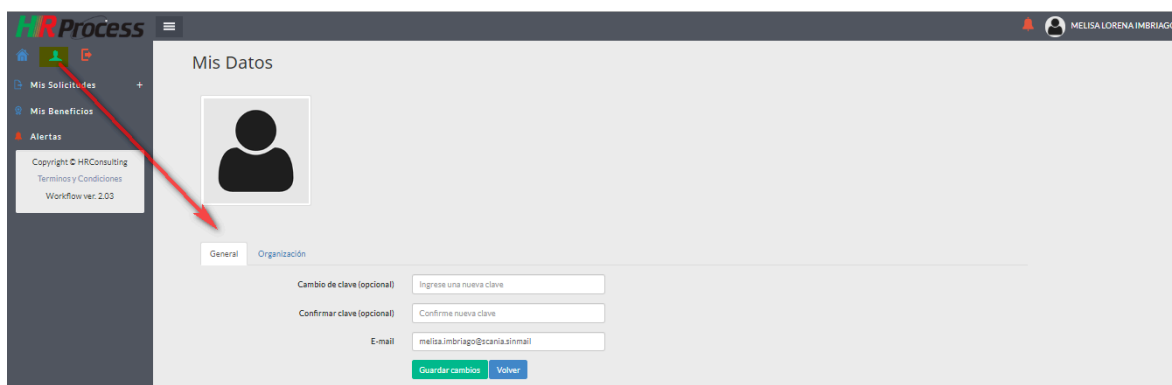 HRProcess
MELISA LORENA IMBRIAGO
Mis Datos
Mis Solicitudes +
Mis Beneficios
Alertas
Copyright © HRConsulting
Terminos y Condiciones
Workflow ver. 2.03
General Organización
Cambio de clave (opcional) Ingrese una nueva clave
Confirmar clave (opcional) Confirme nueva clave
E-mail melisa.imbriago@scania.sinmail
Guardar cambios Volver